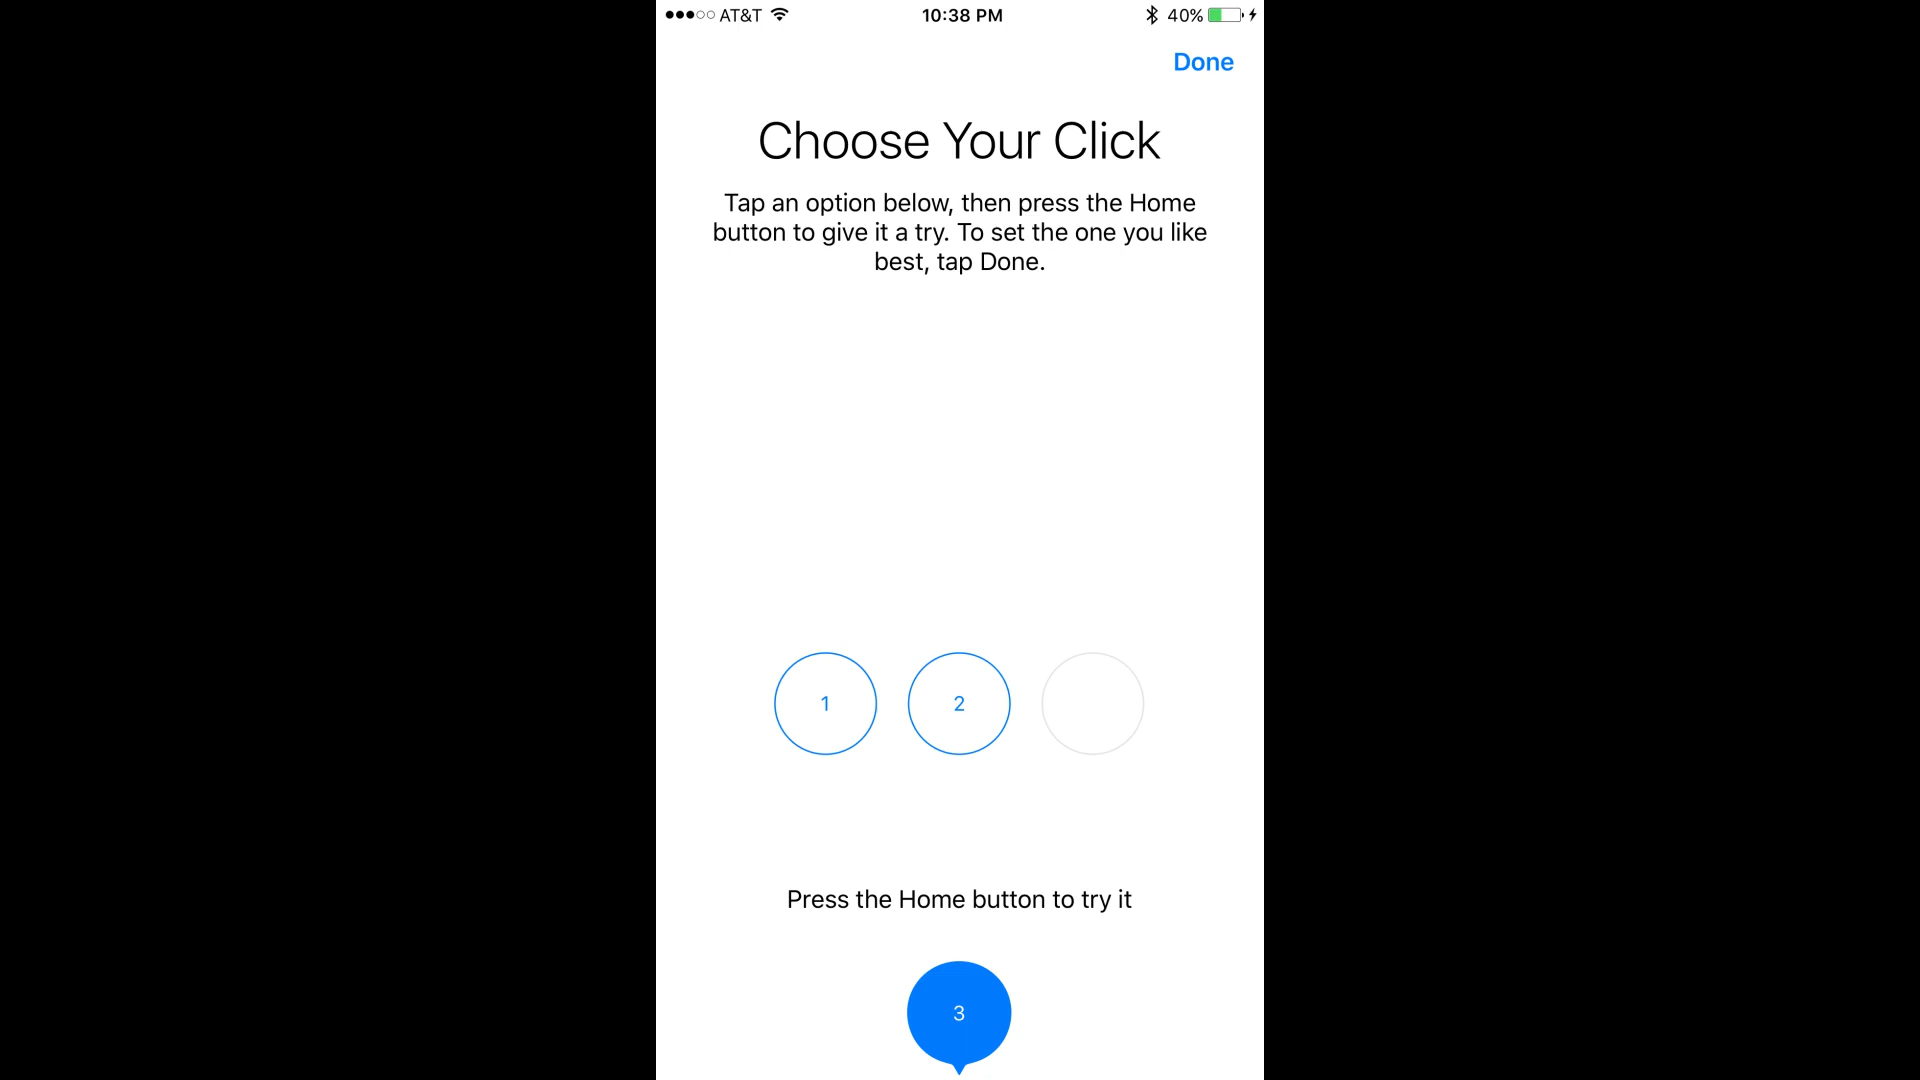 AT&T 10:38 PM 40%
Done
Choose Your Click
Tap an option below, then press the Home
button to give it a try. To set the one you like
best, tap Done.
1 2
Press the Home button to try it
3